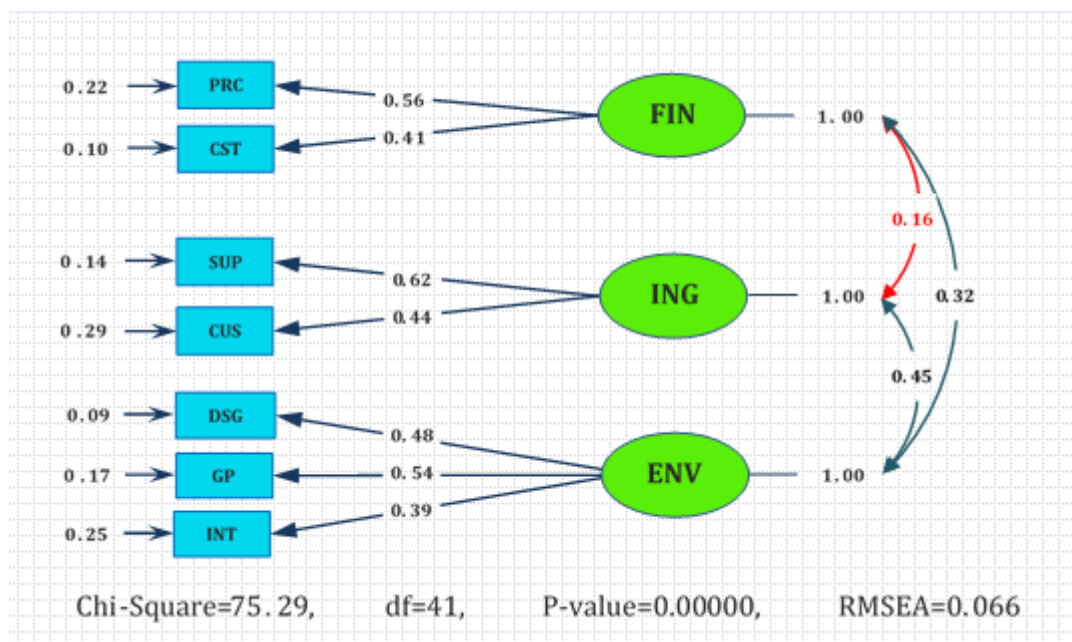 0.22 PRC 0.56 FIN 1.00
0.10 CST 0.41
0.16
0.14 SUP 0.62 ING 1.00 0.32
0.29 CUS 0.44
0.45
0.09 DSG 0.48
0.17 GP 0.54 ENV 1.00
0.25 INT 0.39
Chi-Square=75.29, df=41, P-value=0.00000, RMSEA=0.066